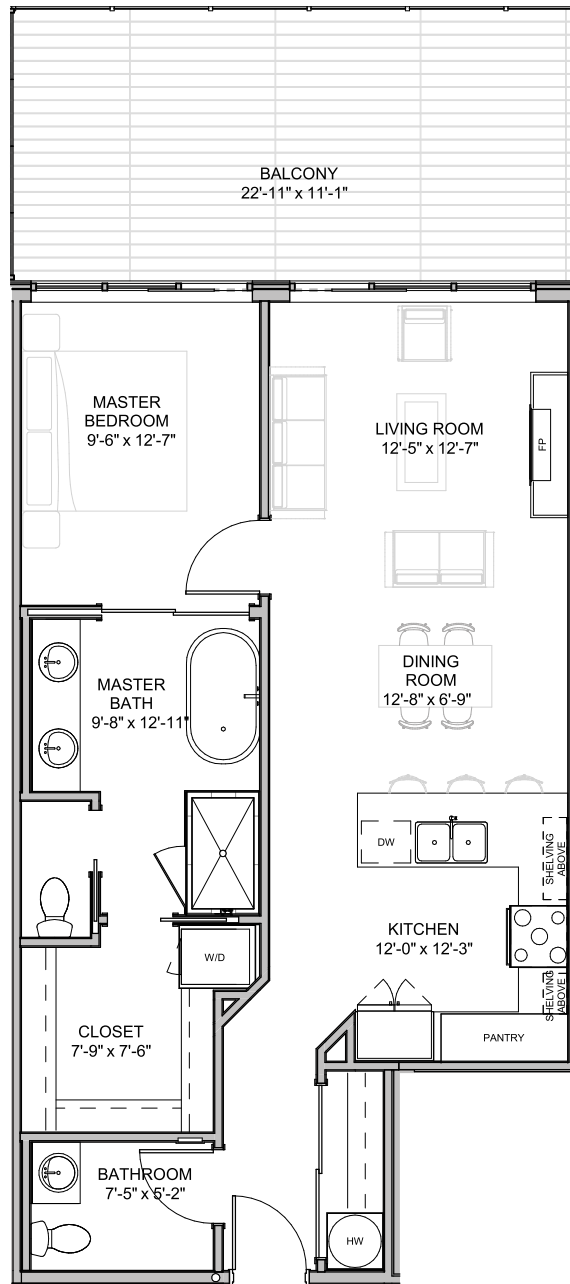 BALCONY
22'-11" x 11'-1"
MASTER
BEDROOM
9'-6" x 12'-7"
LIVING ROOM
12'-5" x 12'-7"
FP
MASTER
BATH
9'-8" x 12'-11"
DINING
ROOM
12'-8" x 6'-9"
DW
SHELVING
ABOVE
KITCHEN
12'-0" x 12'-3"
W/D
SHELVING
ABOVE
CLOSET
7'-9" x 7'-6"
PANTRY
BATHROOM
7'-5" x 5'-2"
HW